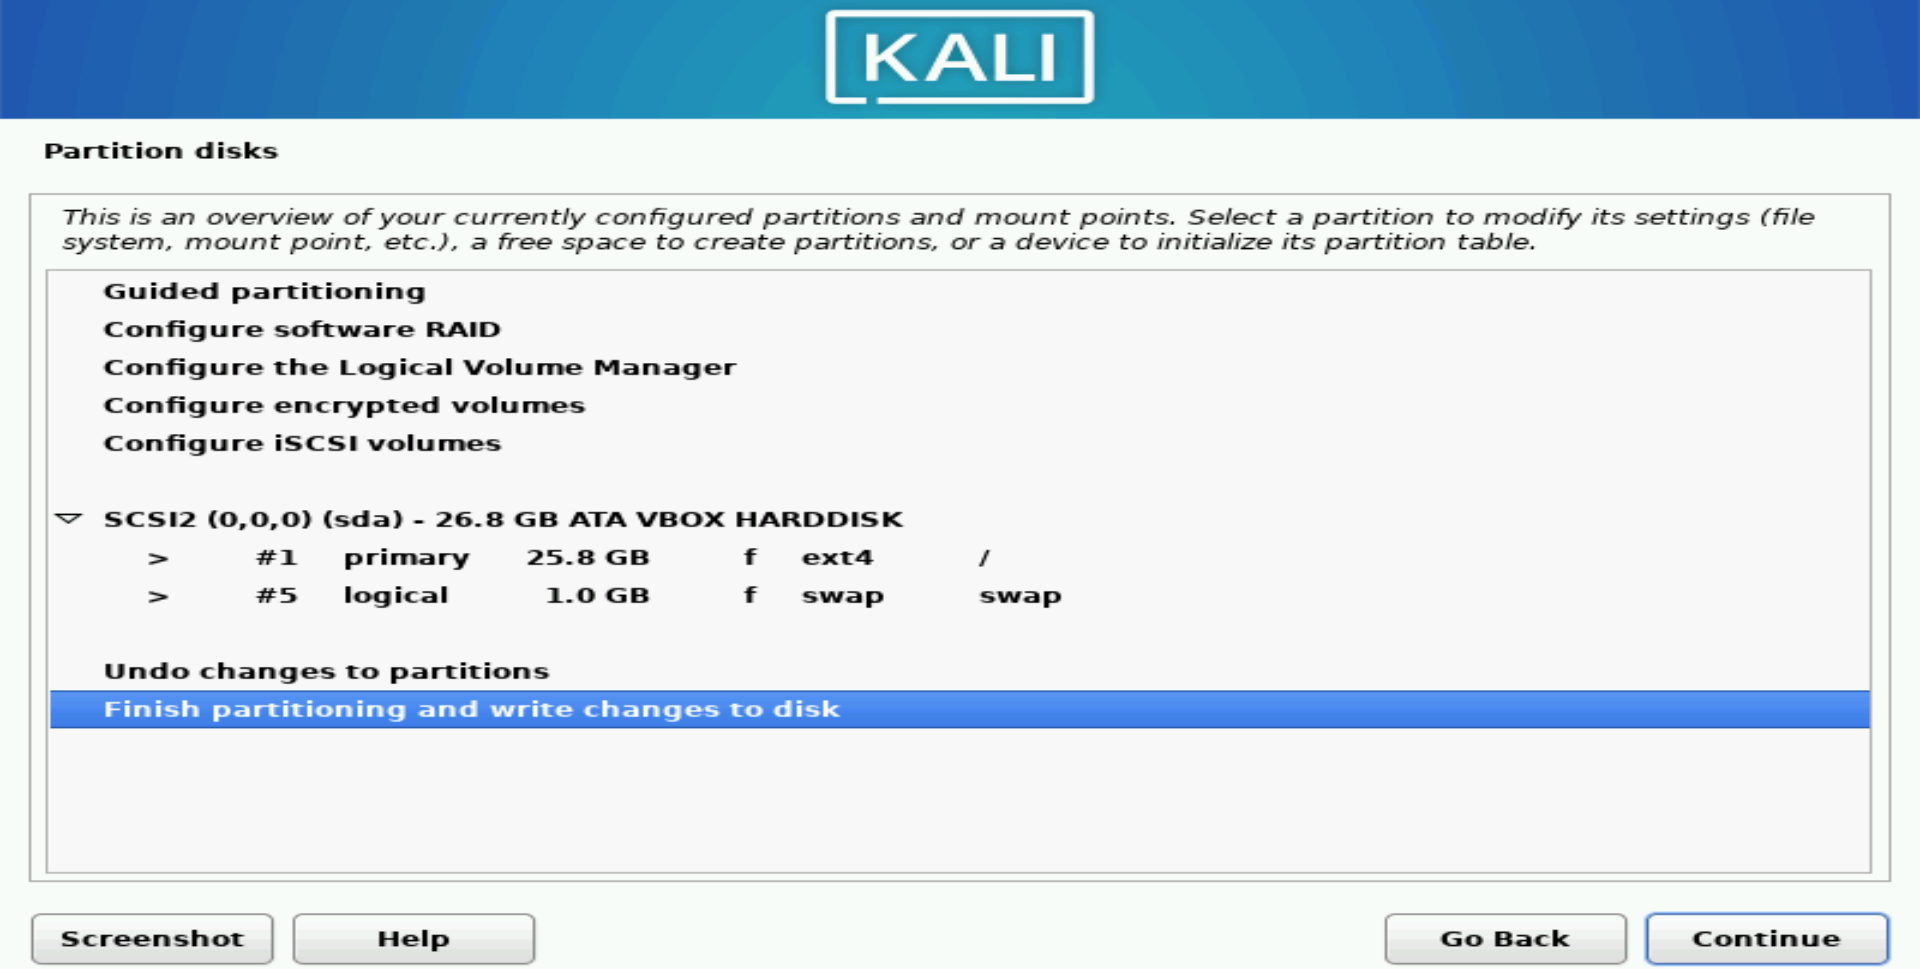 KALI
Partition disks
This is an overview of your currently configured partitions and mount points. Select a partition to modify its settings (file
system, mount point, etc.), a free space to create partitions, or a device to initialize its partition table.
Guided partitioning
Configure software RAID
Configure the Logical Volume Manager
Configure encrypted volumes
Configure iSCSI volumes
SCSI2 (0,0,0) (sda) - 26.8 GB ATA VBOX HARDDISK
> #1 primary 25.8 GB f ext4 /
> #5 logical 1.0 GB f swap swap
Undo changes to partitions
Finish partitioning and write changes to disk
Screenshot Help Go Back Continue